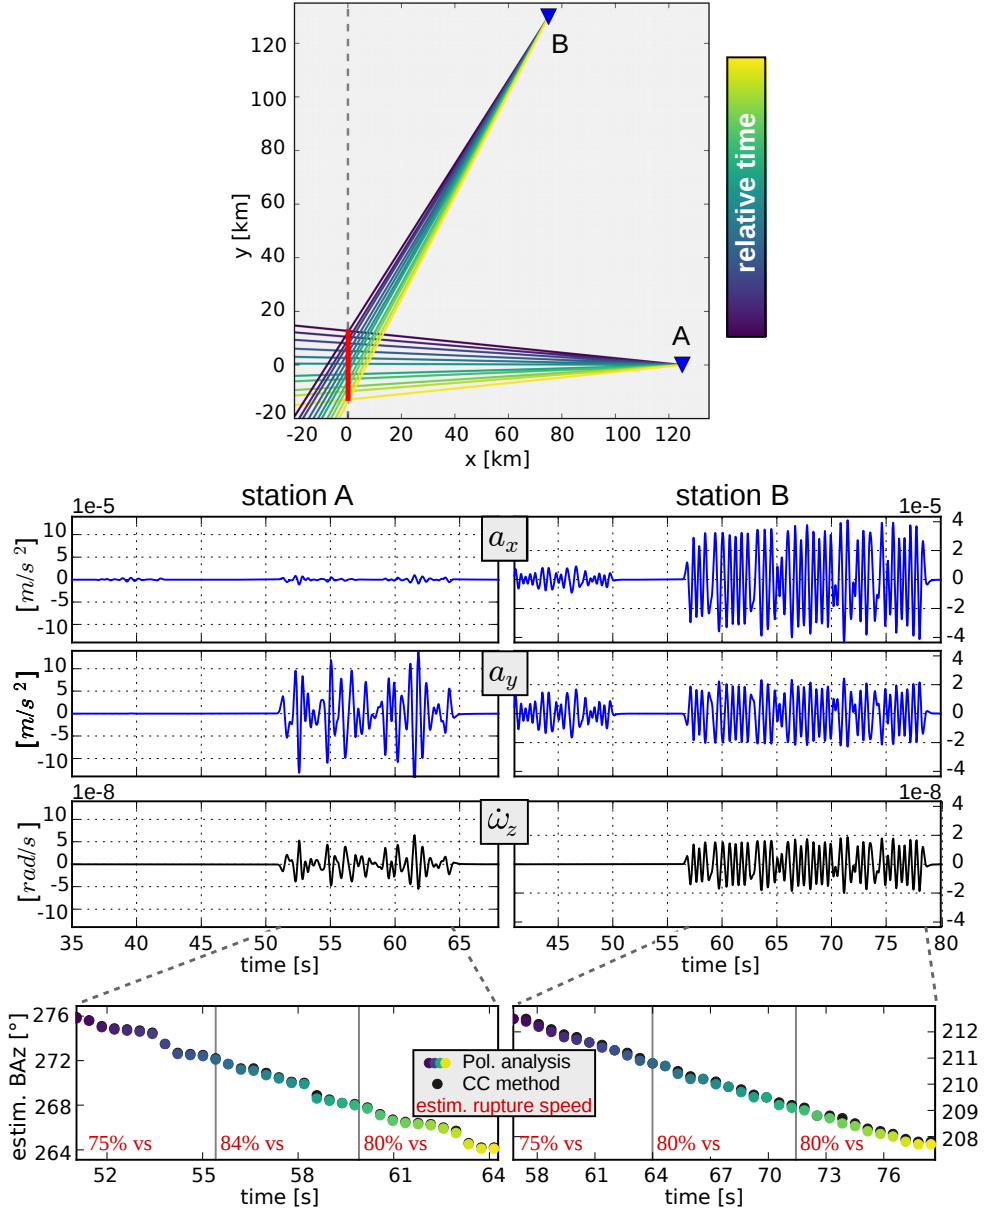 120
100
80
60
40
20
0
-20
y [km]
B
A
-20 0 20 40 60 80 100 120
x [km]
relative time
station A station B
1e-5 1e-5
10
5
0
-5
-10
[m/s ²]
a_x
4
2
0
-2
-4
10
5
0
-5
-10
[m/s ²]
a_y
4
2
0
-2
-4
1e-8 1e-8
10
5
0
-5
-10
[rad/s ]
ω̇_z
4
2
0
-2
-4
35 40 45 50 55 60 65
time [s]
45 50 55 60 65 70 75 80
time [s]
276
272
268
264
estim. BAz [°]
75% vs 84% vs 80% vs
Pol. analysis
CC method
estim. rupture speed
75% vs 80% vs 80% vs
212
211
210
209
208
52 55 58 61 64
time [s]
58 61 64 67 70 73 76
time [s]